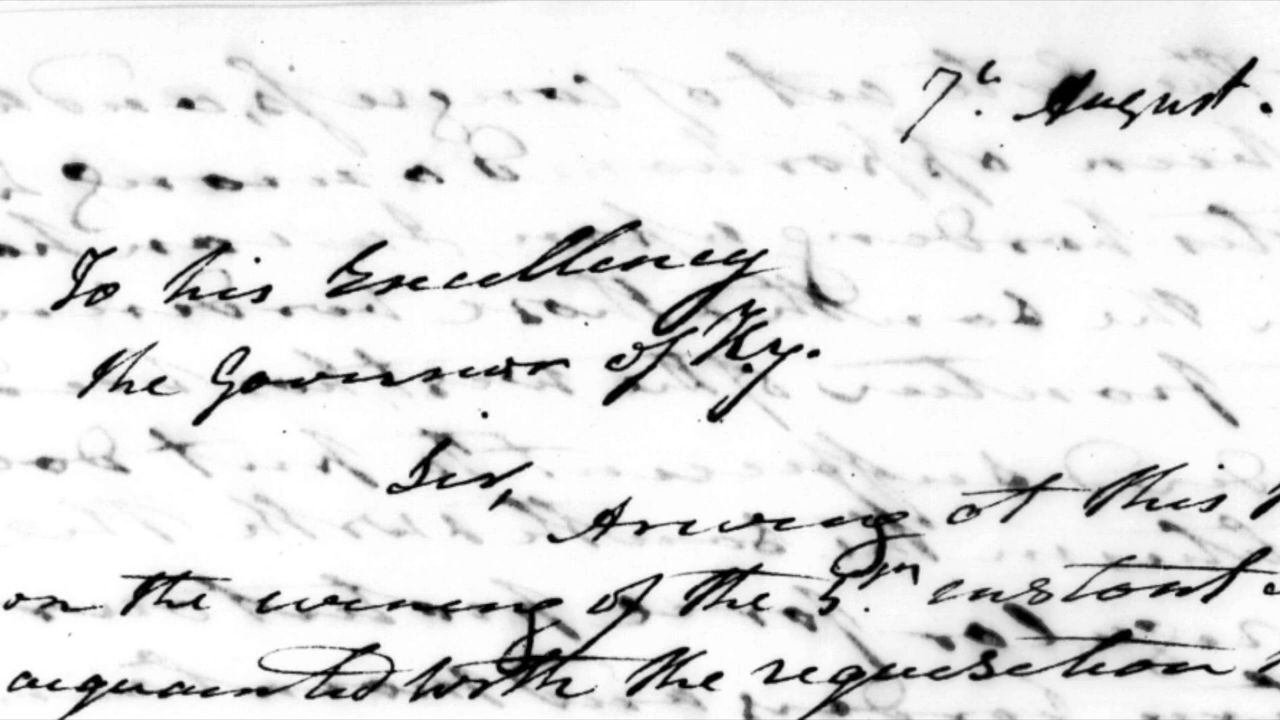 7th August.
To his Excellency
the Governor of Ky.
Sir,
Arriving at this
on the evening of the 5th instant
acquainted with the requisition